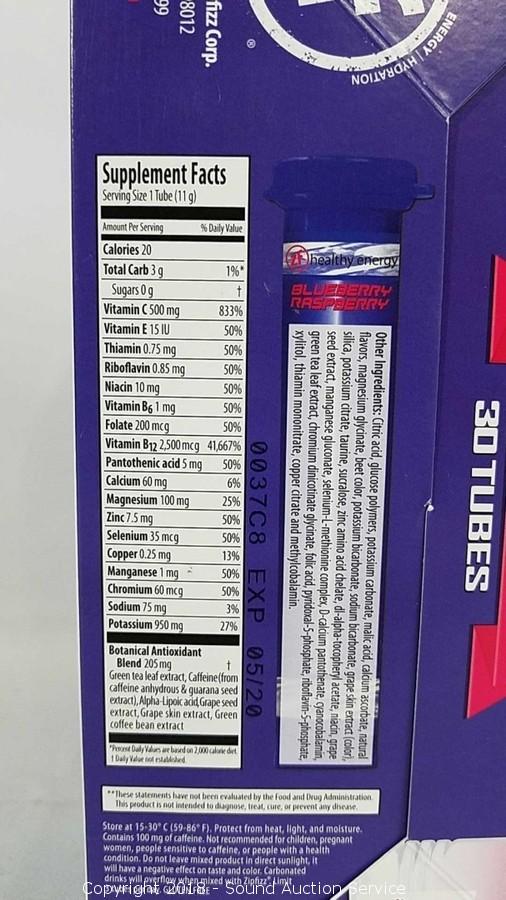 fizz Corp.
98012
99
®
ENERGY | HYDRATION
Supplement Facts
Serving Size 1 Tube (11 g)
Amount Per Serving % Daily Value
Calories 20
Total Carb 3 g 1%*
Sugars 0 g †
Vitamin C 500 mg 833%
Vitamin E 15 IU 50%
Thiamin 0.75 mg 50%
Riboflavin 0.85 mg 50%
Niacin 10 mg 50%
Vitamin B6 1 mg 50%
Folate 200 mcg 50%
Vitamin B12 2,500 mcg 41,667%
Pantothenic acid 5 mg 50%
Calcium 60 mg 6%
Magnesium 100 mg 25%
Zinc 7.5 mg 50%
Selenium 35 mcg 50%
Copper 0.25 mg 13%
Manganese 1 mg 50%
Chromium 60 mcg 50%
Sodium 75 mg 3%
Potassium 950 mg 27%
Botanical Antioxidant
Blend 205 mg †
Green tea leaf extract, Caffeine (from
caffeine anhydrous & guarana seed
extract), Alpha-Lipoic acid, Grape seed
extract, Grape skin extract, Green
coffee bean extract
*Percent Daily Values are based on 2,000 calorie diet.
† Daily Value not established.
0037C8 EXP 05/20
ZF healthy energy
BLUEBERRY
RASPBERRY
Other Ingredients: Citric acid, glucose polymers, potassium carbonate, malic acid, calcium ascorbate, natural
flavors, magnesium glycinate, beet color, potassium bicarbonate, sodium bicarbonate, grape skin extract (color),
silica, potassium citrate, taurine, sucralose, zinc amino acid chelate, dl-alpha-tocopheryl acetate, niacin, grape
seed extract, manganese gluconate, selenium-L-methionine complex, D-calcium pantothenate, cyanocobalamin,
green tea leaf extract, chromium dinicotinate glycinate, folic acid, pyridoxal-5-phosphate, riboflavin-5-phosphate,
xylitol, thiamin mononitrate, copper citrate and methylcobalamin.
30 TUBES
**These statements have not been evaluated by the Food and Drug Administration.
This product is not intended to diagnose, treat, cure, or prevent any disease.
Store at 15-30° C (59-86° F). Protect from heat, light, and moisture.
Contains 100 mg of caffeine. Not recommended for children, pregnant
women, people sensitive to caffeine, or people with a health
condition. Do not leave mixed product in direct sunlight, it
will have a negative effect on taste and color. Carbonated
drinks will overflow when mixed with Zipfizz. Limit
Copyright 2018 - Sound Auction Service